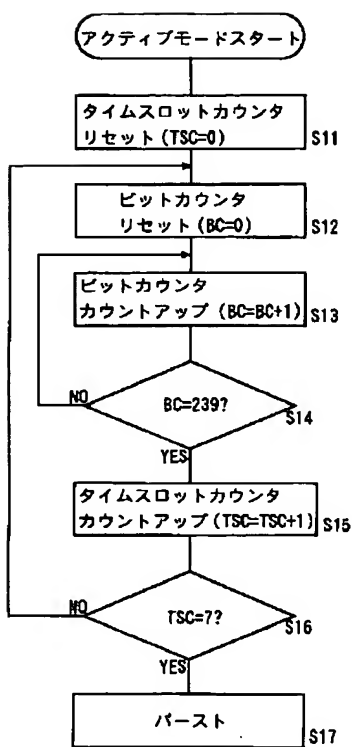 アクティブモードスタート
タイムスロットカウンタ
リセット(TSC=0)
S11
ビットカウンタ
リセット(BC=0)
S12
ビットカウンタ
カウントアップ(BC=BC+1)
S13
NO
BC=239?
S14
YES
タイムスロットカウンタ
カウントアップ(TSC=TSC+1)
S15
NO
TSC=7?
S16
YES
バースト
S17